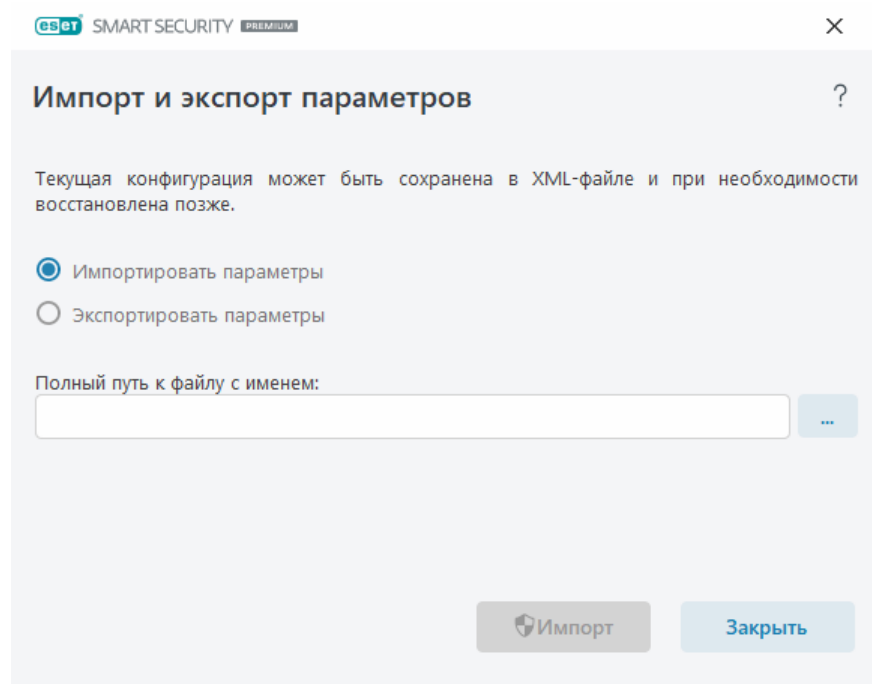 eset SMART SECURITY PREMIUM
Импорт и экспорт параметров
?
Текущая конфигурация может быть сохранена в XML-файле и при необходимости
восстановлена позже.
Импортировать параметры
Экспортировать параметры
Полный путь к файлу с именем:
...
Импорт
Закрыть